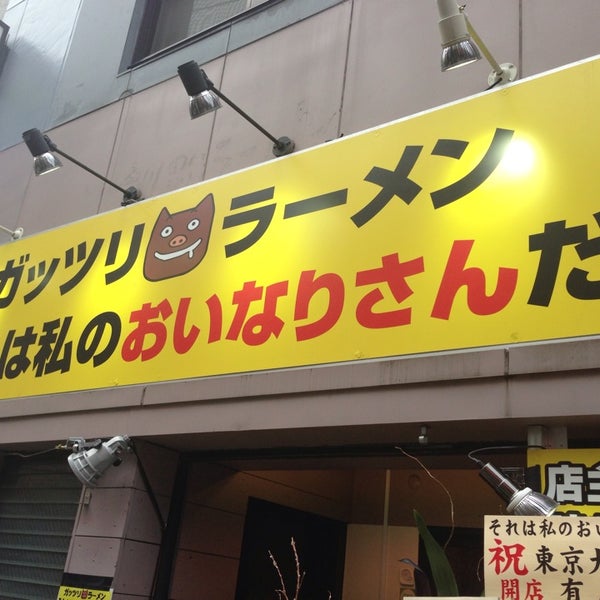 ガッツリラーメン
は私のおいなりさんだ
店主
それは私のおい
祝 東京大
開店 有
ガッツリラーメン